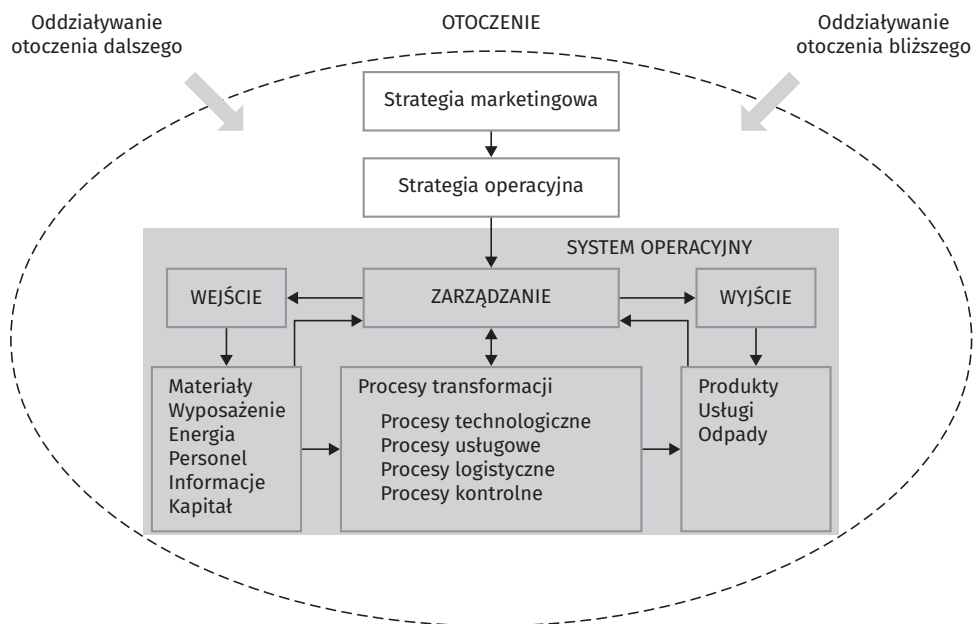 Oddziaływanie
otoczenia dalszego
OTOCZENIE
Oddziaływanie
otoczenia bliższego
Strategia marketingowa
Strategia operacyjna
SYSTEM OPERACYJNY
WEJŚCIE
ZARZĄDZANIE
WYJŚCIE
Materiały
Wyposażenie
Energia
Personel
Informacje
Kapitał
Procesy transformacji
Procesy technologiczne
Procesy usługowe
Procesy logistyczne
Procesy kontrolne
Produkty
Usługi
Odpady